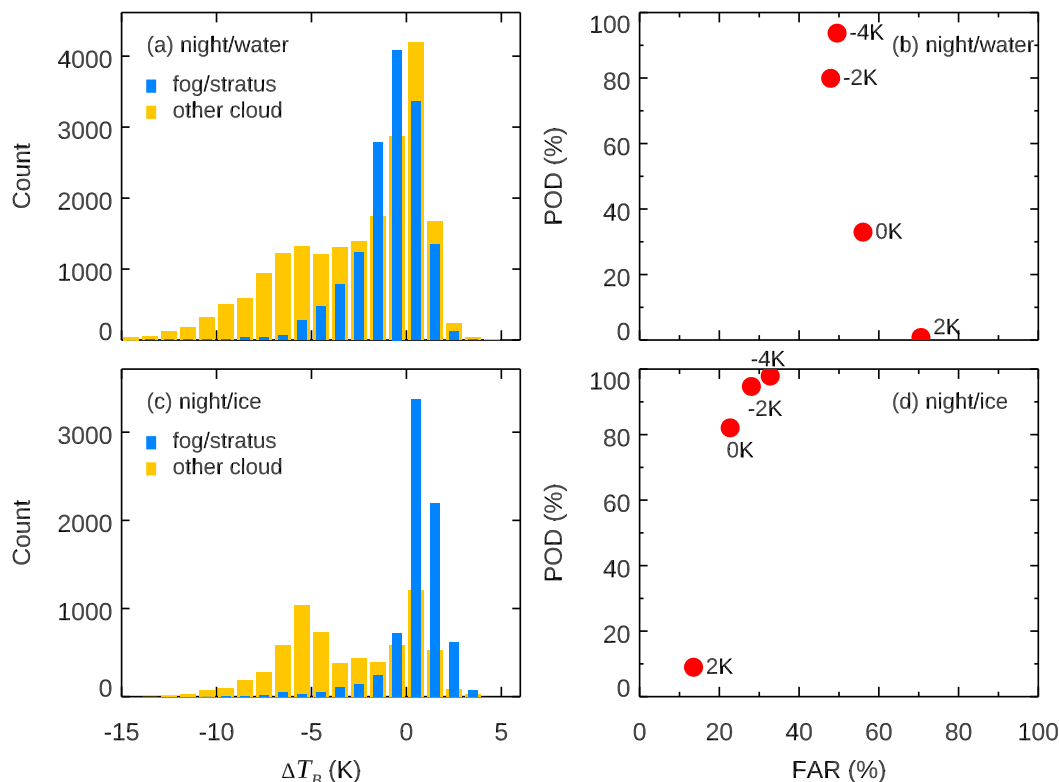 (a) night/water
fog/stratus
other cloud
Count
4000
3000
2000
1000
0
(b) night/water
-4K
-2K
0K
2K
POD (%)
100
80
60
40
20
0
(c) night/ice
fog/stratus
other cloud
Count
3000
2000
1000
0
-15 -10 -5 0 5
ΔT_B (K)
(d) night/ice
-4K
-2K
0K
2K
POD (%)
100
80
60
40
20
0
0 20 40 60 80 100
FAR (%)